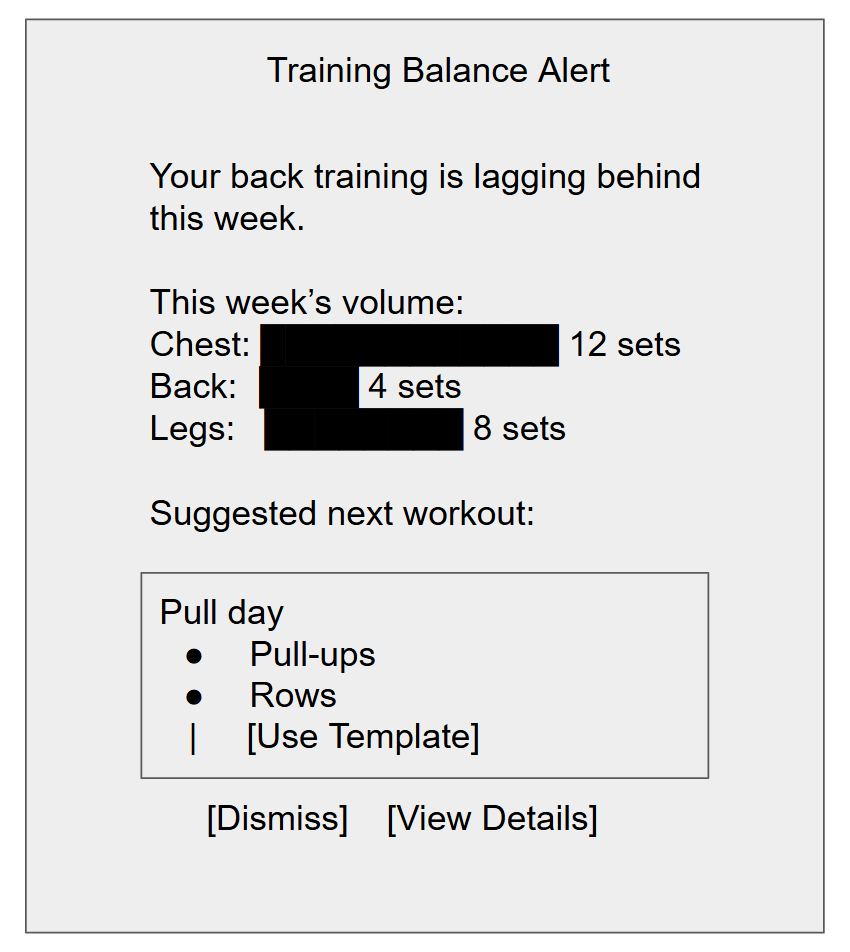 Training Balance Alert
Your back training is lagging behind
this week.
This week’s volume:
Chest: ████████████ 12 sets
Back: ████ 4 sets
Legs: ████████ 8 sets
Suggested next workout:
Pull day
● Pull-ups
● Rows
| [Use Template]
[Dismiss] [View Details]